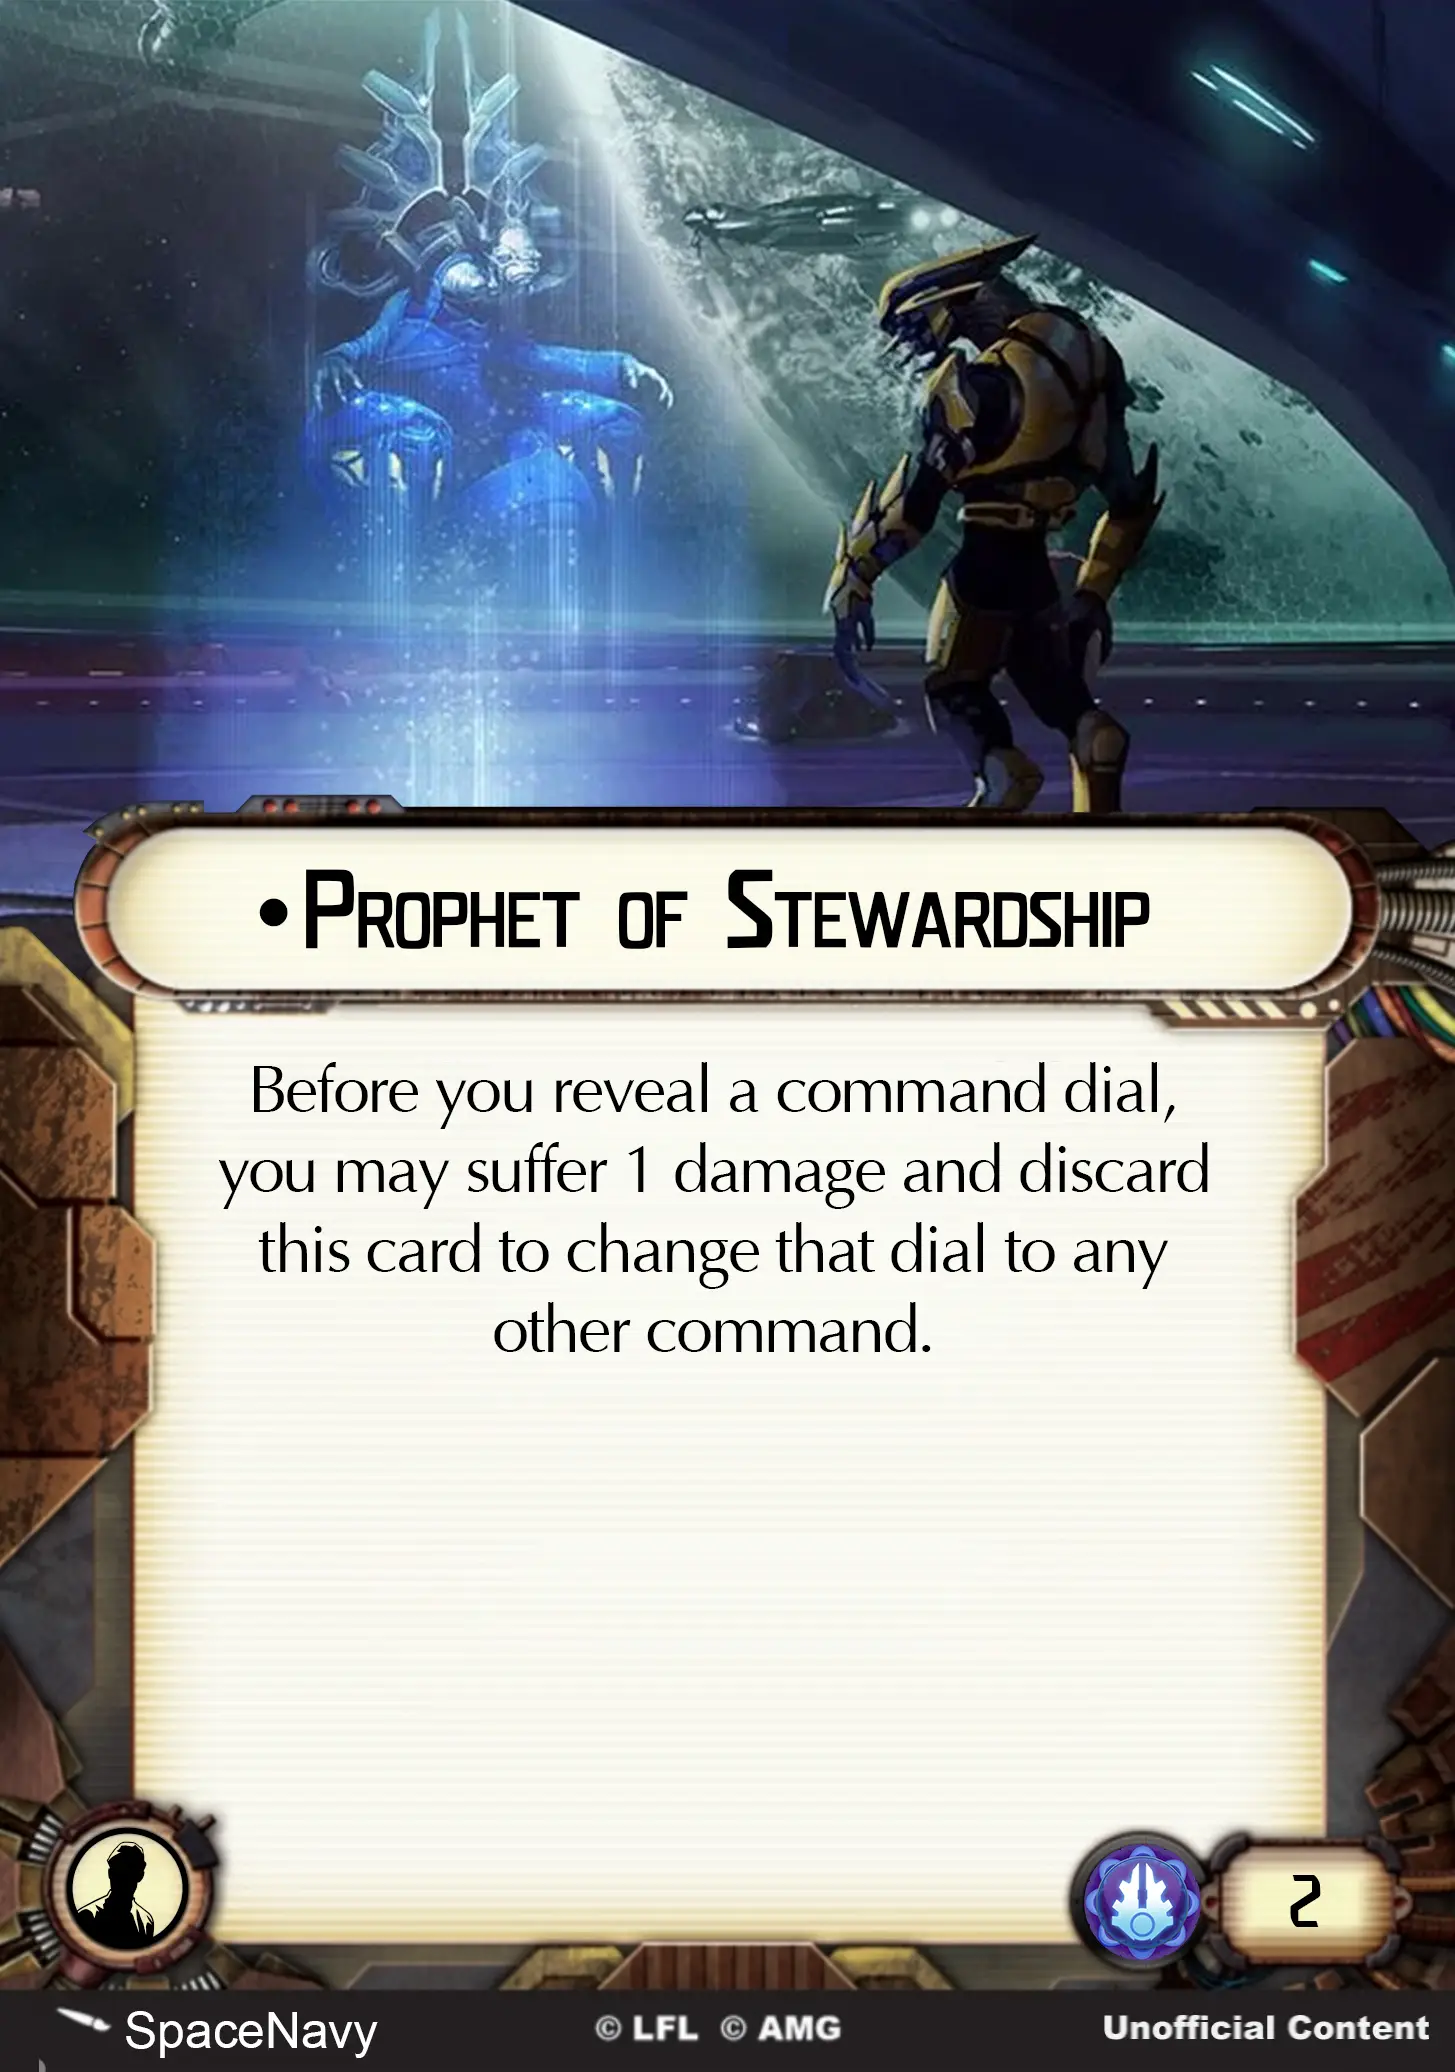 •Prophet of Stewardship
Before you reveal a command dial,
you may suffer 1 damage and discard
this card to change that dial to any
other command.
2
SpaceNavy
© LFL © AMG
Unofficial Content